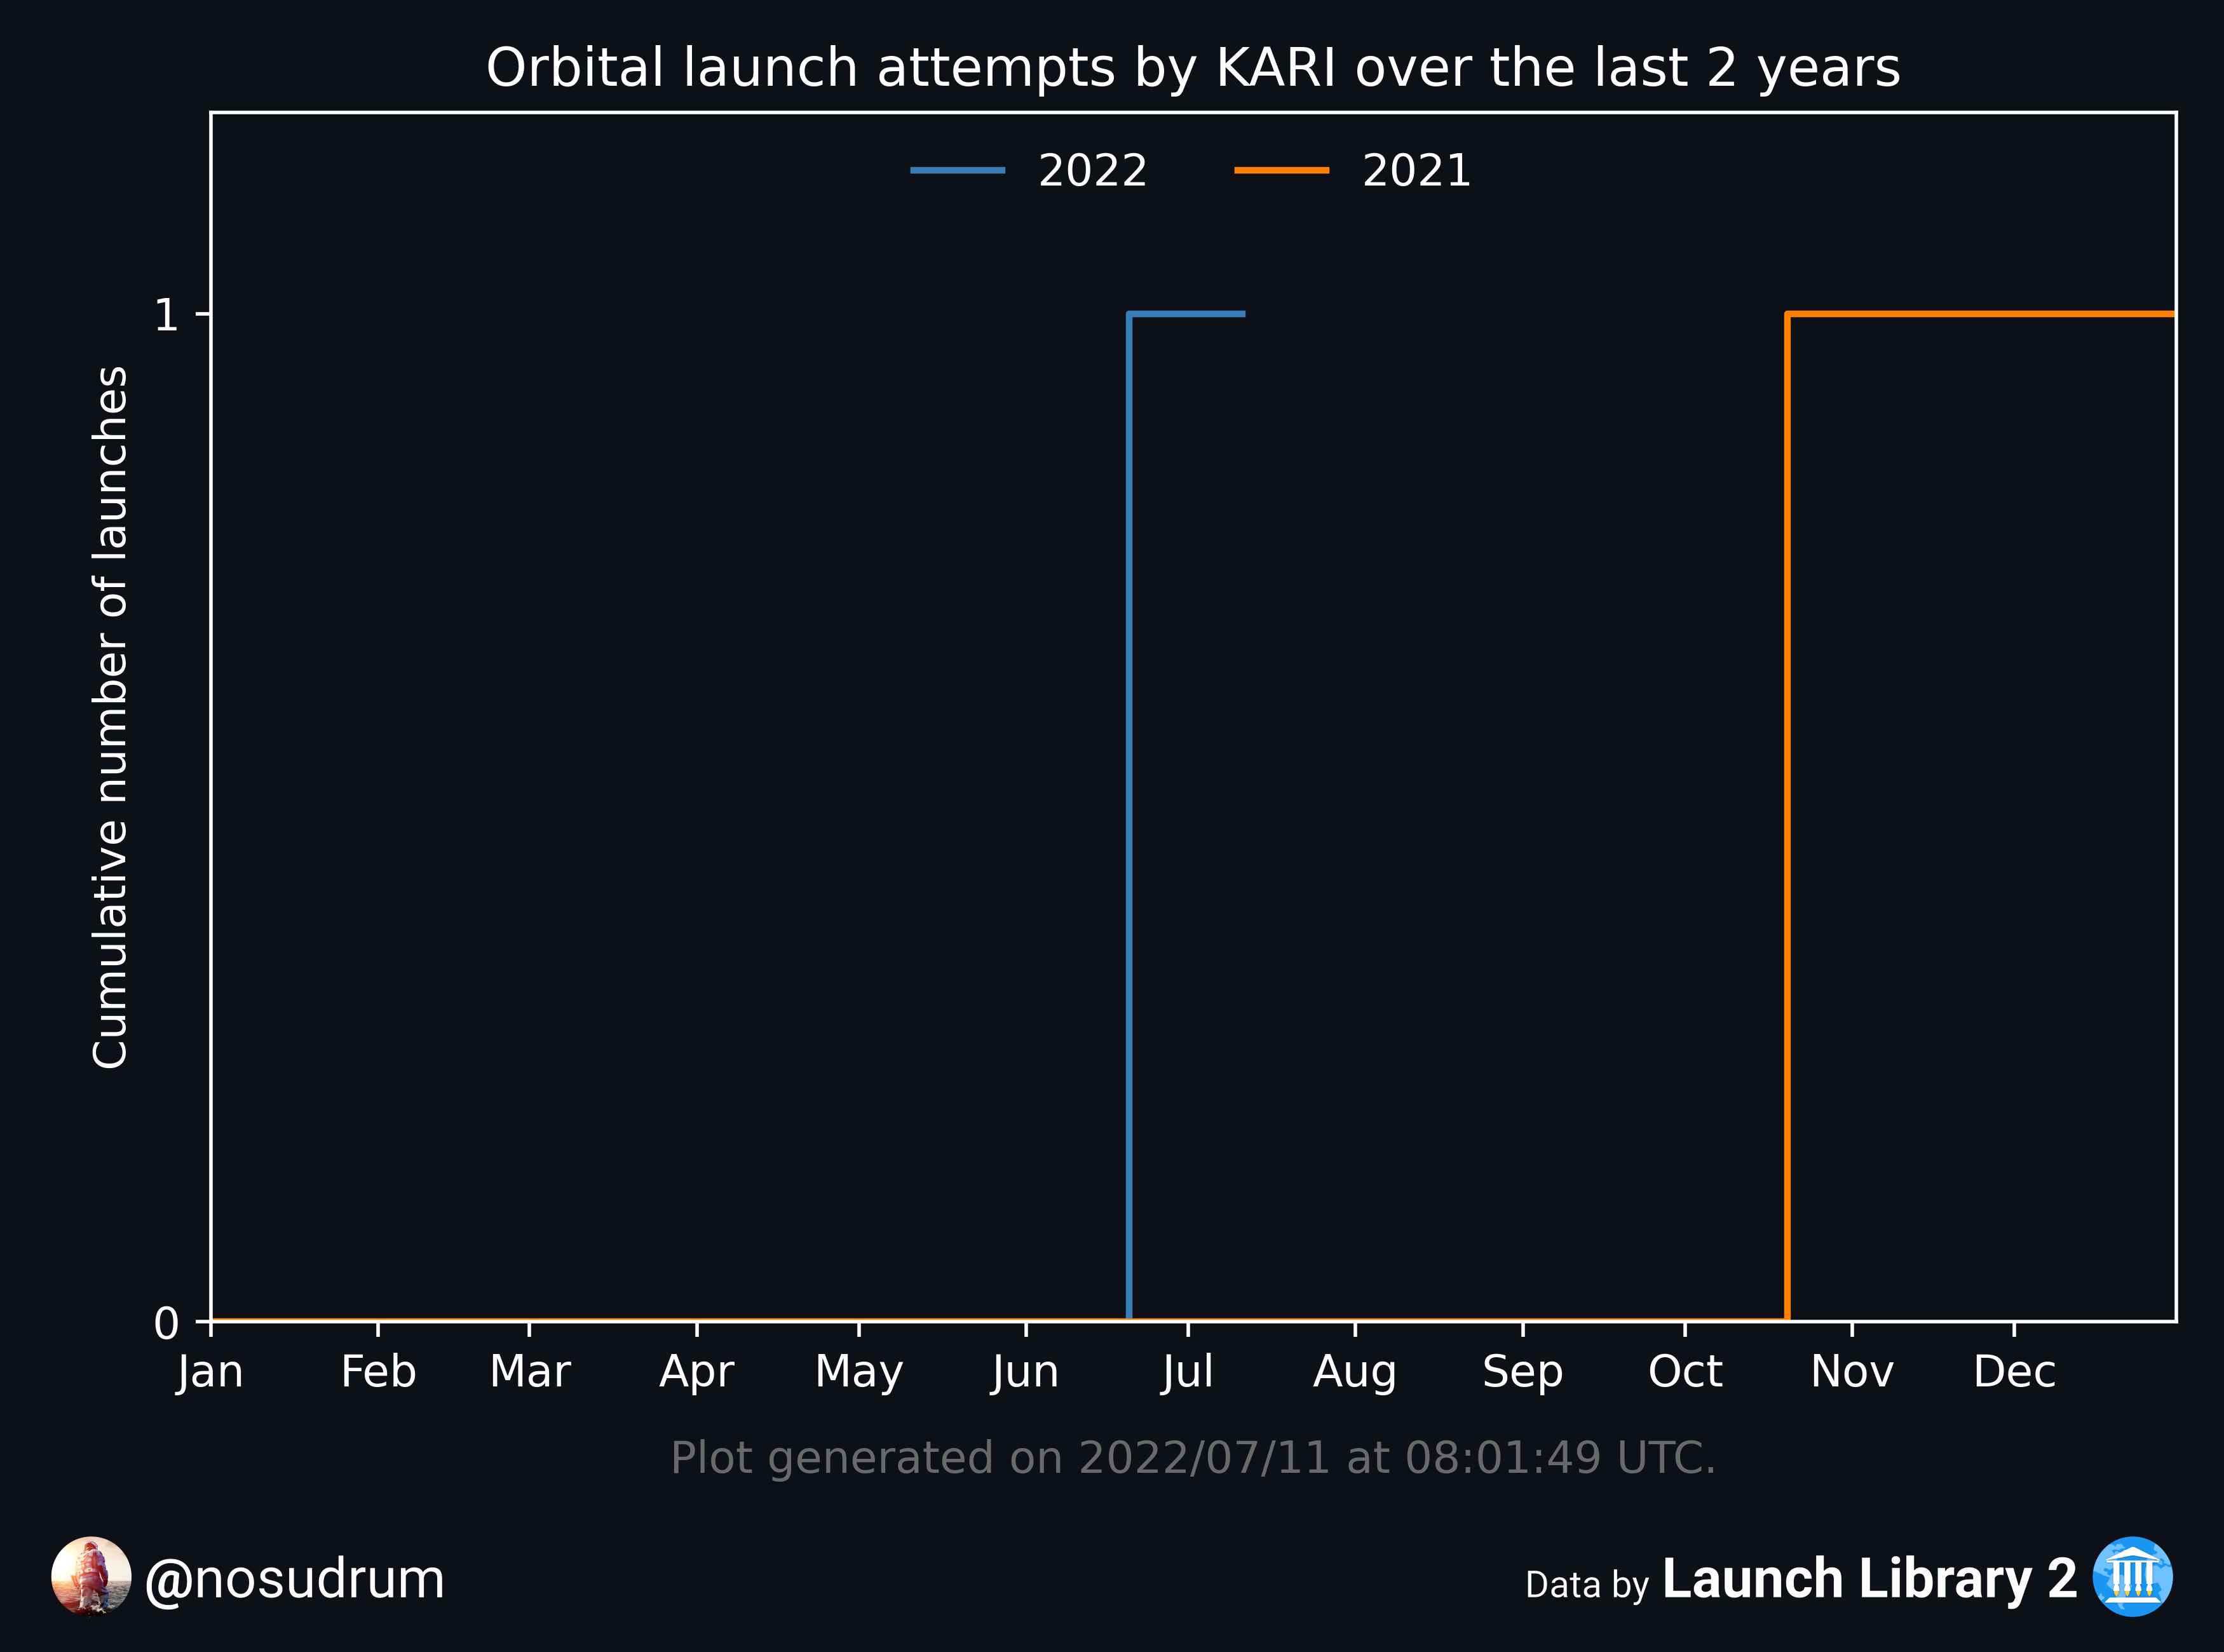 Orbital launch attempts by KARI over the last 2 years
2022 2021
Cumulative number of launches
1
0
Jan Feb Mar Apr May Jun Jul Aug Sep Oct Nov Dec
Plot generated on 2022/07/11 at 08:01:49 UTC.
@nosudrum
Data by Launch Library 2